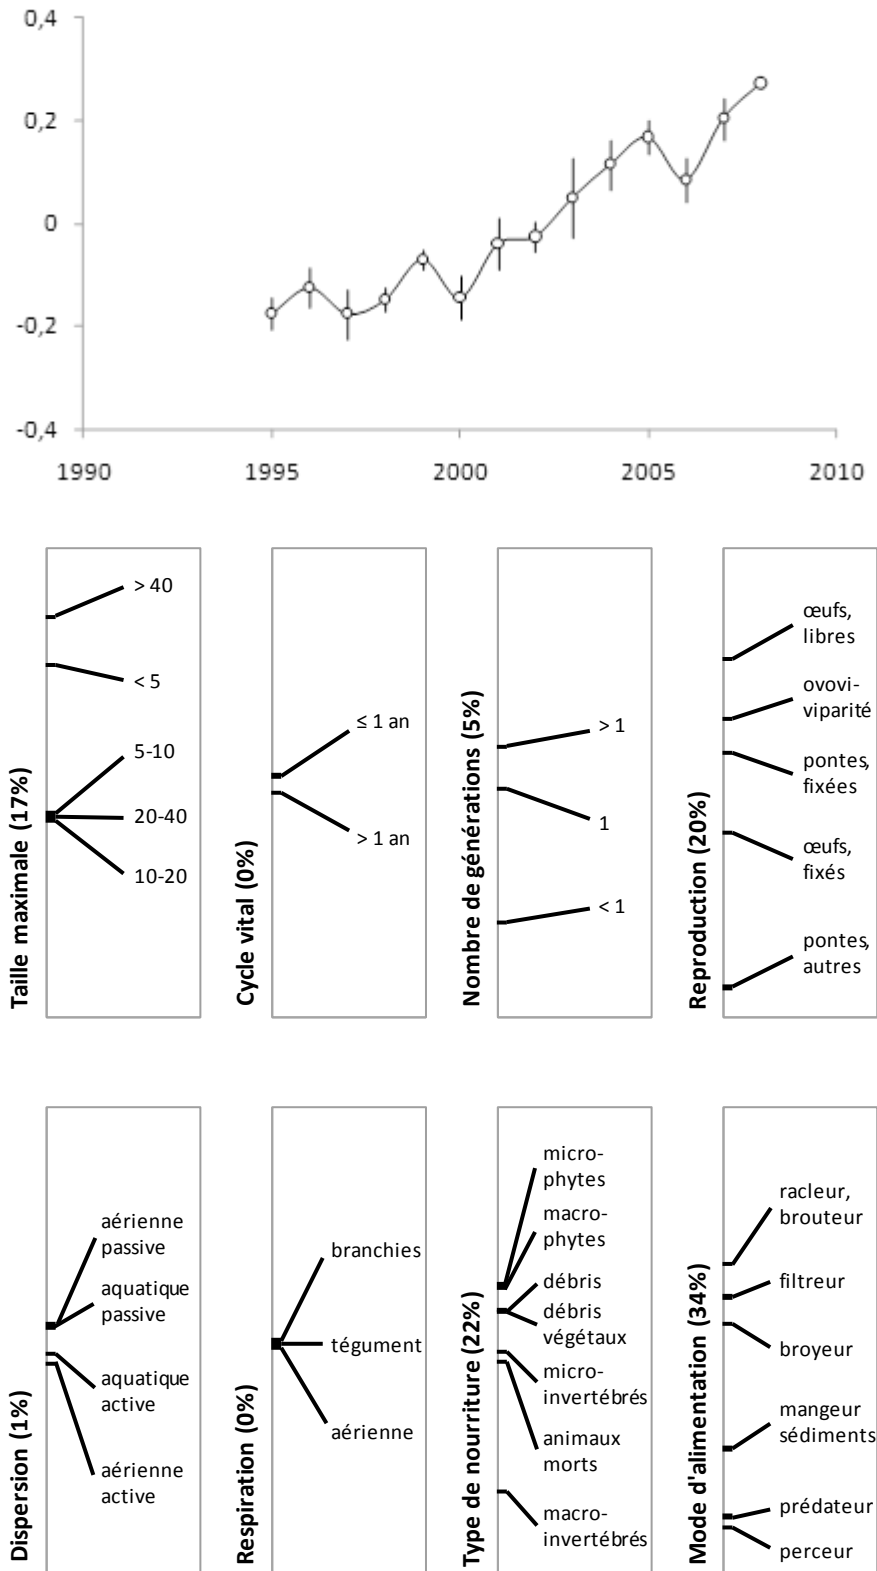 0,4
0,2
0
-0,2
-0,4
1990
1995
2000
2005
2010
Taille maximale (17%)
> 40
< 5
5-10
20-40
10-20
Cycle vital (0%)
≤ 1 an
> 1 an
Nombre de générations (5%)
> 1
1
< 1
Reproduction (20%)
œufs,
libres
ovovi-
viparité
pontes,
fixées
œufs,
fixés
pontes,
autres
Dispersion (1%)
aérienne
passive
aquatique
passive
aquatique
active
aérienne
active
Respiration (0%)
branchies
tégument
aérienne
Type de nourriture (22%)
micro-
phytes
macro-
phytes
débris
débris
végétaux
micro-
invertébrés
animaux
morts
macro-
invertébrés
Mode d'alimentation (34%)
racleur,
brouteur
filtreur
broyeur
mangeur
sédiments
prédateur
perceur